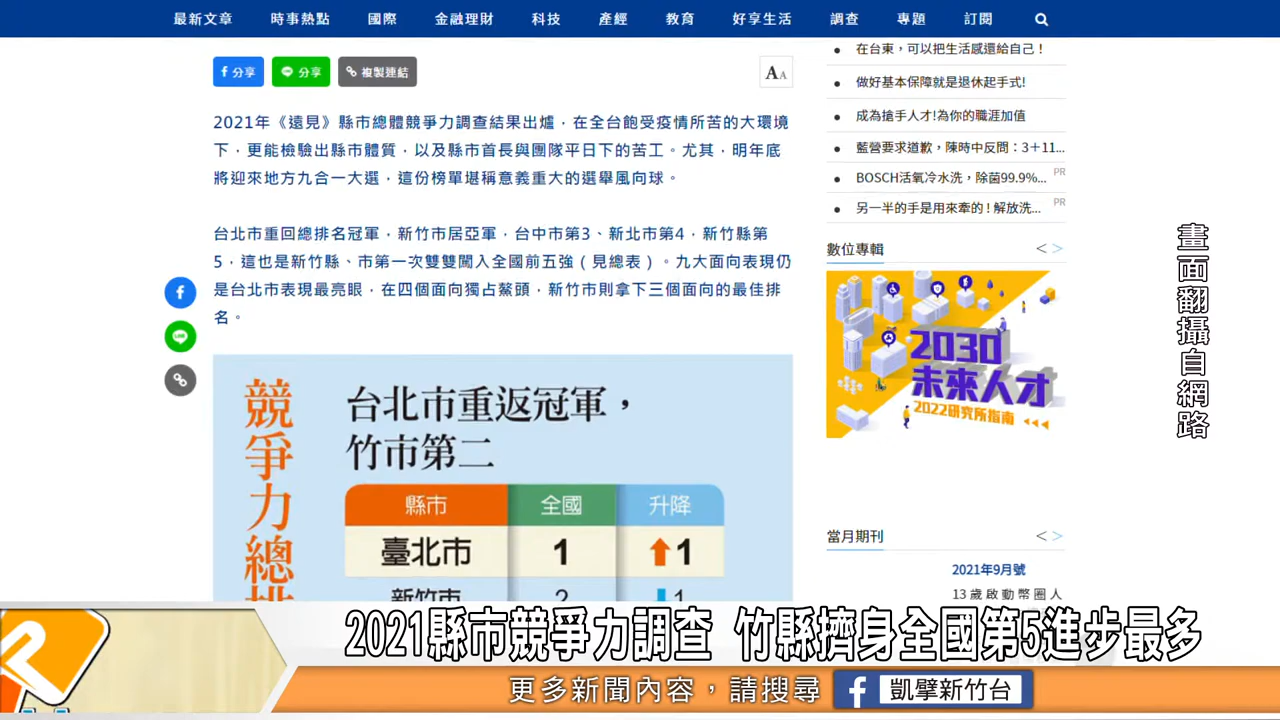 最新文章 時事熱點 國際 金融理財 科技 產經 教育 好享生活 調查 專題 訂閱
分享 分享 複製連結 AA
2021年《遠見》縣市總體競爭力調查結果出爐，在全台飽受疫情所苦的大環境
下，更能檢驗出縣市體質，以及縣市首長與團隊平日下的苦工。尤其，明年底
將迎來地方九合一大選，這份榜單堪稱意義重大的選舉風向球。
台北市重回總排名冠軍，新竹市居亞軍，台中市第3、新北市第4，新竹縣第
5，這也是新竹縣、市第一次雙雙闖入全國前五強（見總表）。九大面向表現仍
是台北市表現最亮眼，在四個面向獨占鰲頭，新竹市則拿下三個面向的最佳排
名。
競爭力總排
台北市重返冠軍，
竹市第二
縣市 全國 升降
臺北市 1 1
新竹市 2 1
在台東，可以把生活感還給自己！
做好基本保障就是退休起手式!
成為搶手人才!為你的職涯加值
藍營要求道歉，陳時中反問：3＋11...
BOSCH活氧冷水洗，除菌99.9%... PR
另一半的手是用來牽的！解放洗... PR
數位專輯 < >
2030
未來人才
2022研究所指南
當月期刊 < >
2021年9月號
13歲啟動幣圈人
畫面翻攝自網路
2021縣市競爭力調查 竹縣擠身全國第5進步最多
更多新聞內容，請搜尋 f 凱擘新竹台